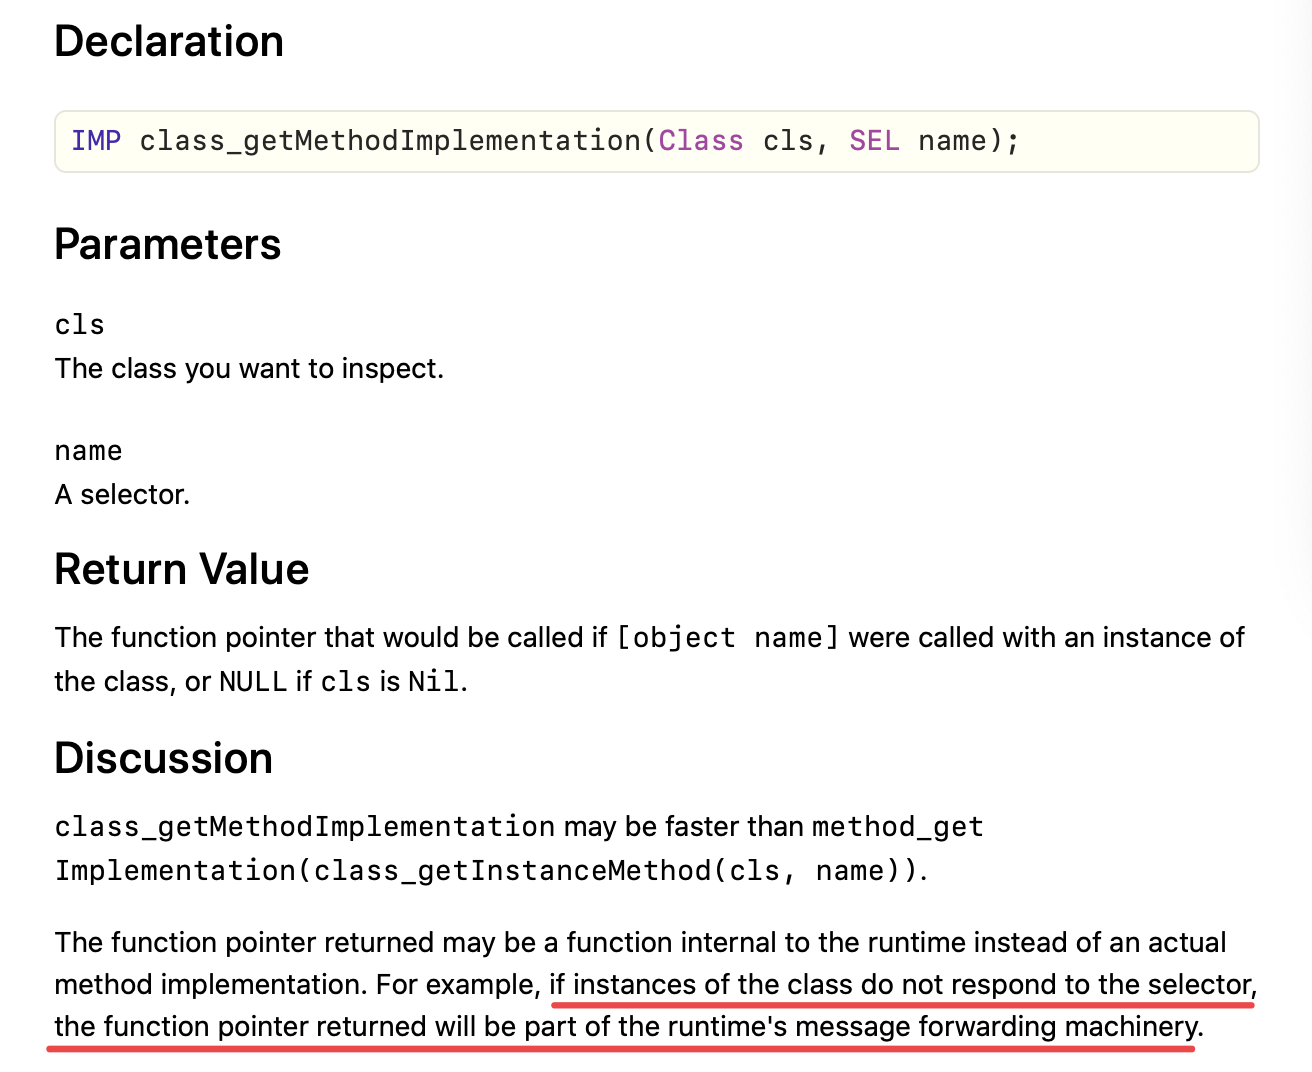 Declaration
IMP class_getMethodImplementation(Class cls, SEL name);
Parameters
cls
The class you want to inspect.
name
A selector.
Return Value
The function pointer that would be called if [object name] were called with an instance of
the class, or NULL if cls is Nil.
Discussion
class_getMethodImplementation may be faster than method_get
Implementation(class_getInstanceMethod(cls, name)).
The function pointer returned may be a function internal to the runtime instead of an actual
method implementation. For example, if instances of the class do not respond to the selector,
the function pointer returned will be part of the runtime's message forwarding machinery.